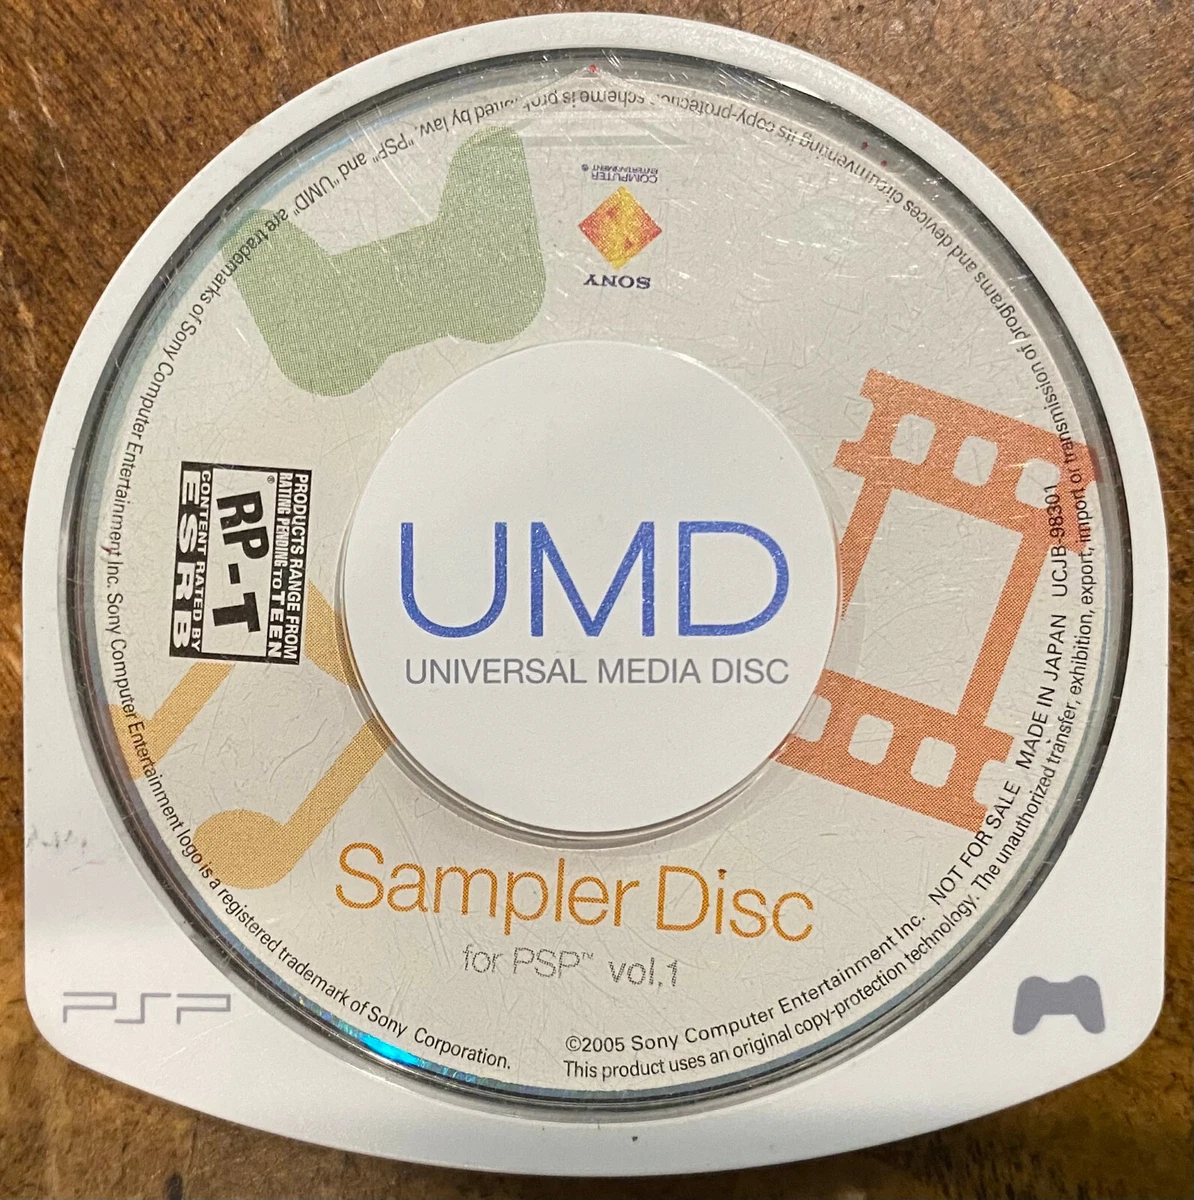 UMD
UNIVERSAL MEDIA DISC
Sampler Disc
for PSP™ vol.1
SONY
COMPUTER
ENTERTAINMENT ®
PRODUCTS RANGE FROM
RATING PENDING TO TEEN
RP-T
®
CONTENT RATED BY
ESRB
©2005 Sony Computer Entertainment Inc. NOT FOR SALE MADE IN JAPAN UCJB-98301
This product uses an original copy-protection technology. The unauthorized transfer, exhibition, export, import or transmission of programs and devices circumventing its copy-protection scheme is prohibited by law. "PSP" and "UMD" are trademarks of Sony Computer Entertainment Inc. Sony Computer Entertainment logo is a registered trademark of Sony Corporation.
PSP